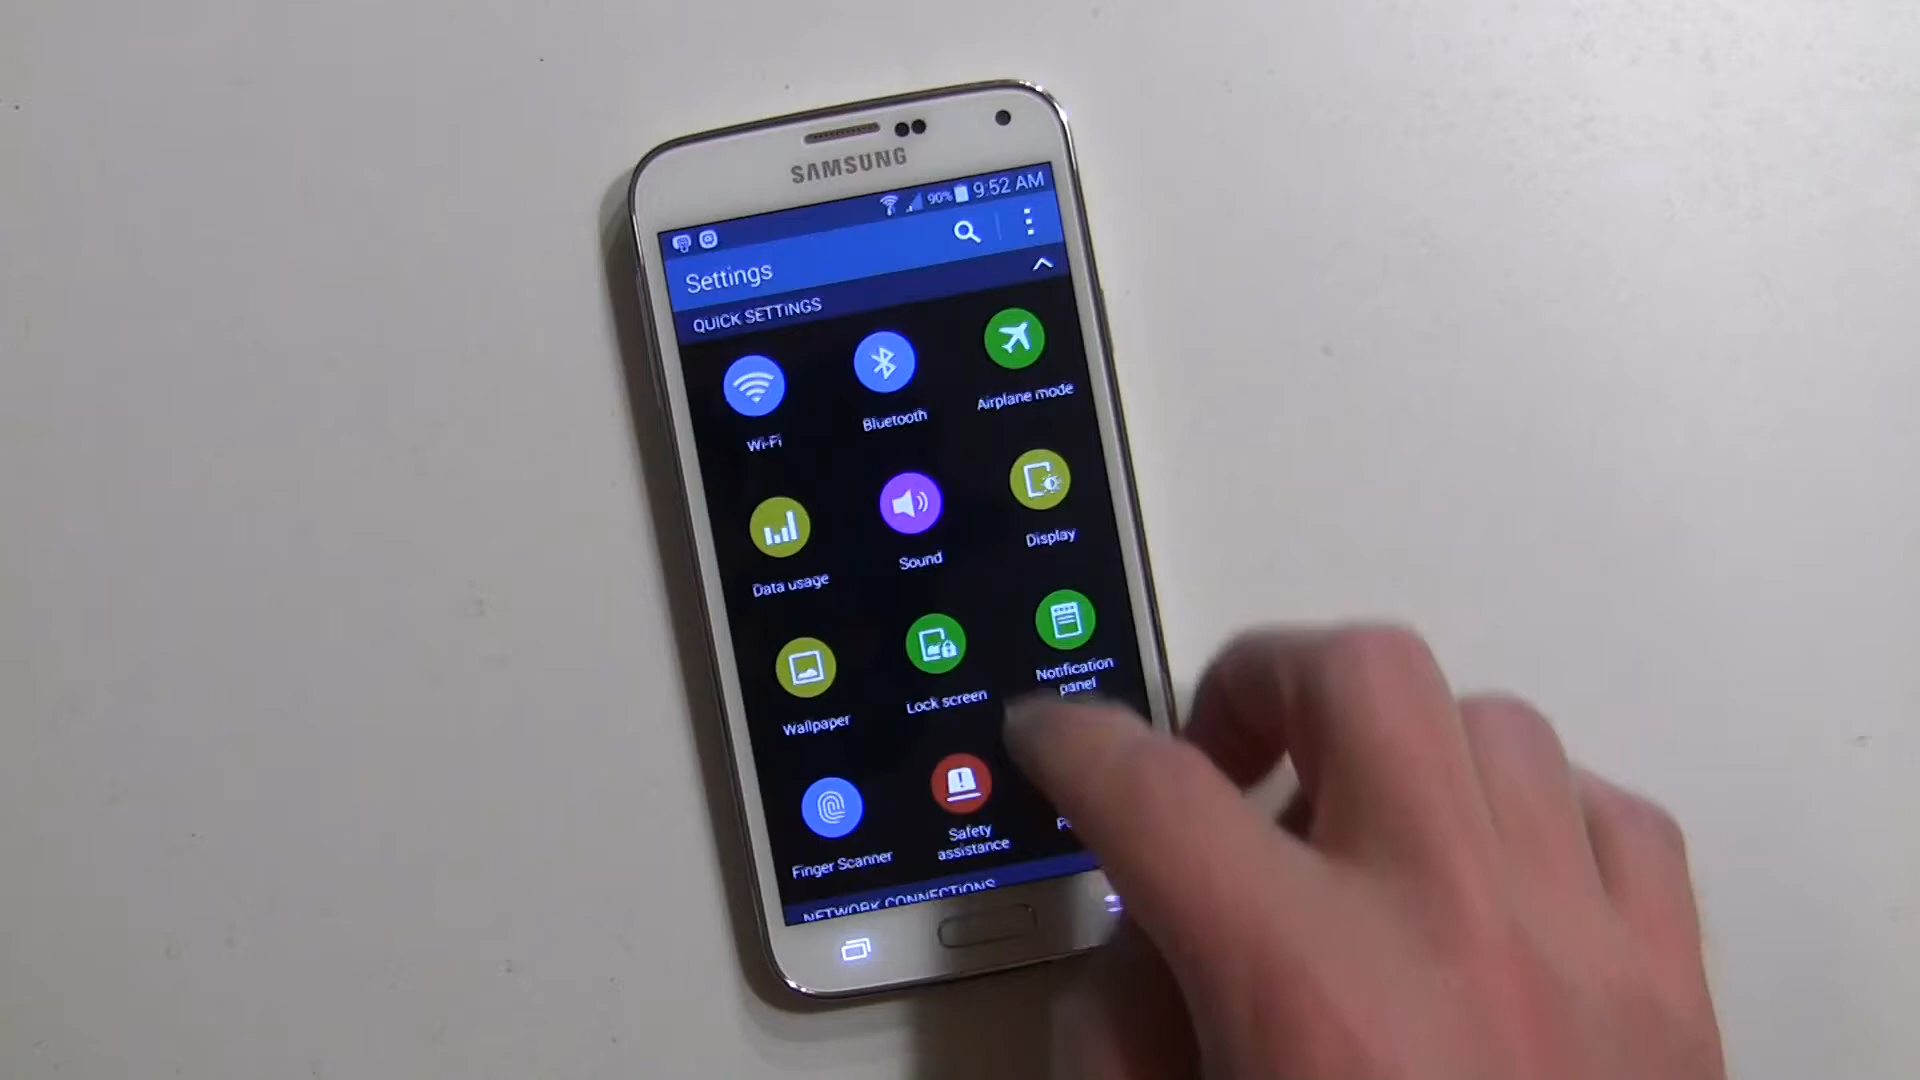 SAMSUNG
90% 9:52 AM
Settings
QUICK SETTINGS
Wi-Fi
Bluetooth
Airplane mode
Data usage
Sound
Display
Wallpaper
Lock screen
Notification
panel
Finger Scanner
Safety
assistance
NETWORK CONNECTIONS